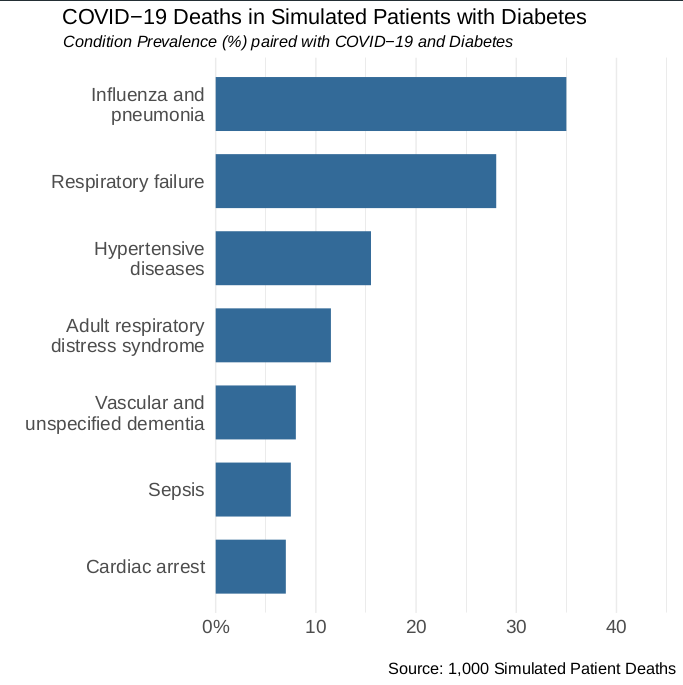 COVID−19 Deaths in Simulated Patients with Diabetes
Condition Prevalence (%) paired with COVID−19 and Diabetes
Influenza and
pneumonia
Respiratory failure
Hypertensive
diseases
Adult respiratory
distress syndrome
Vascular and
unspecified dementia
Sepsis
Cardiac arrest
0% 10 20 30 40
Source: 1,000 Simulated Patient Deaths